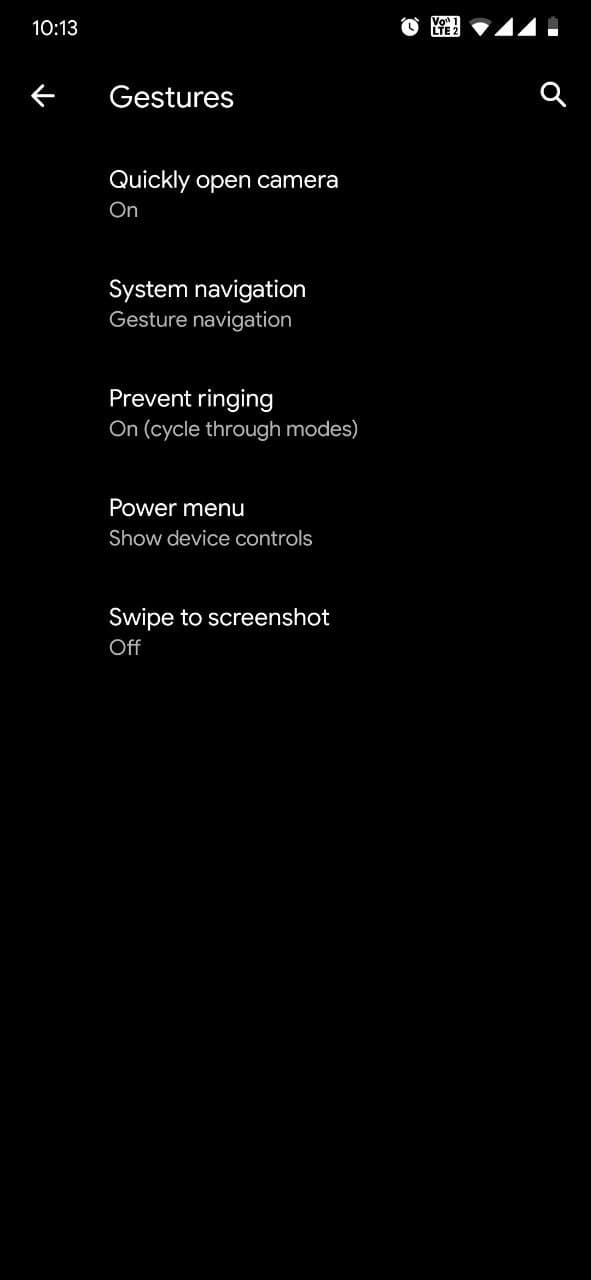 10:13
Vo)) 1
LTE 2
Gestures
Quickly open camera
On
System navigation
Gesture navigation
Prevent ringing
On (cycle through modes)
Power menu
Show device controls
Swipe to screenshot
Off